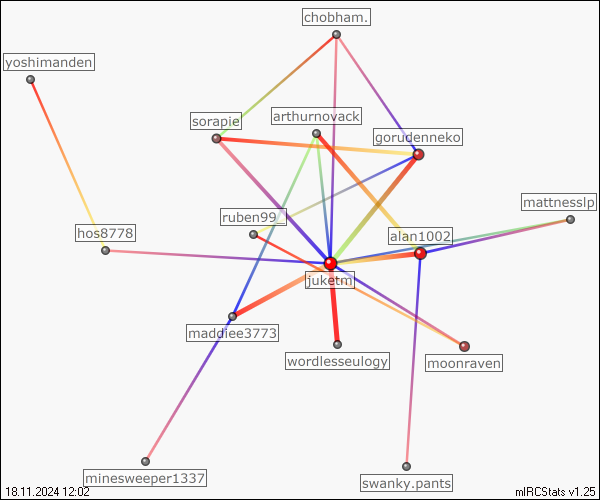 chobham.
yoshimanden
sorapie
arthurnovack
gorudenneko
mattnesslp
ruben99_
hos8778
alan1002
juketm
maddiee3773
wordlesseulogy
moonraven
minesweeper1337
swanky.pants
18.11.2024 12:02
mIRCStats v1.25